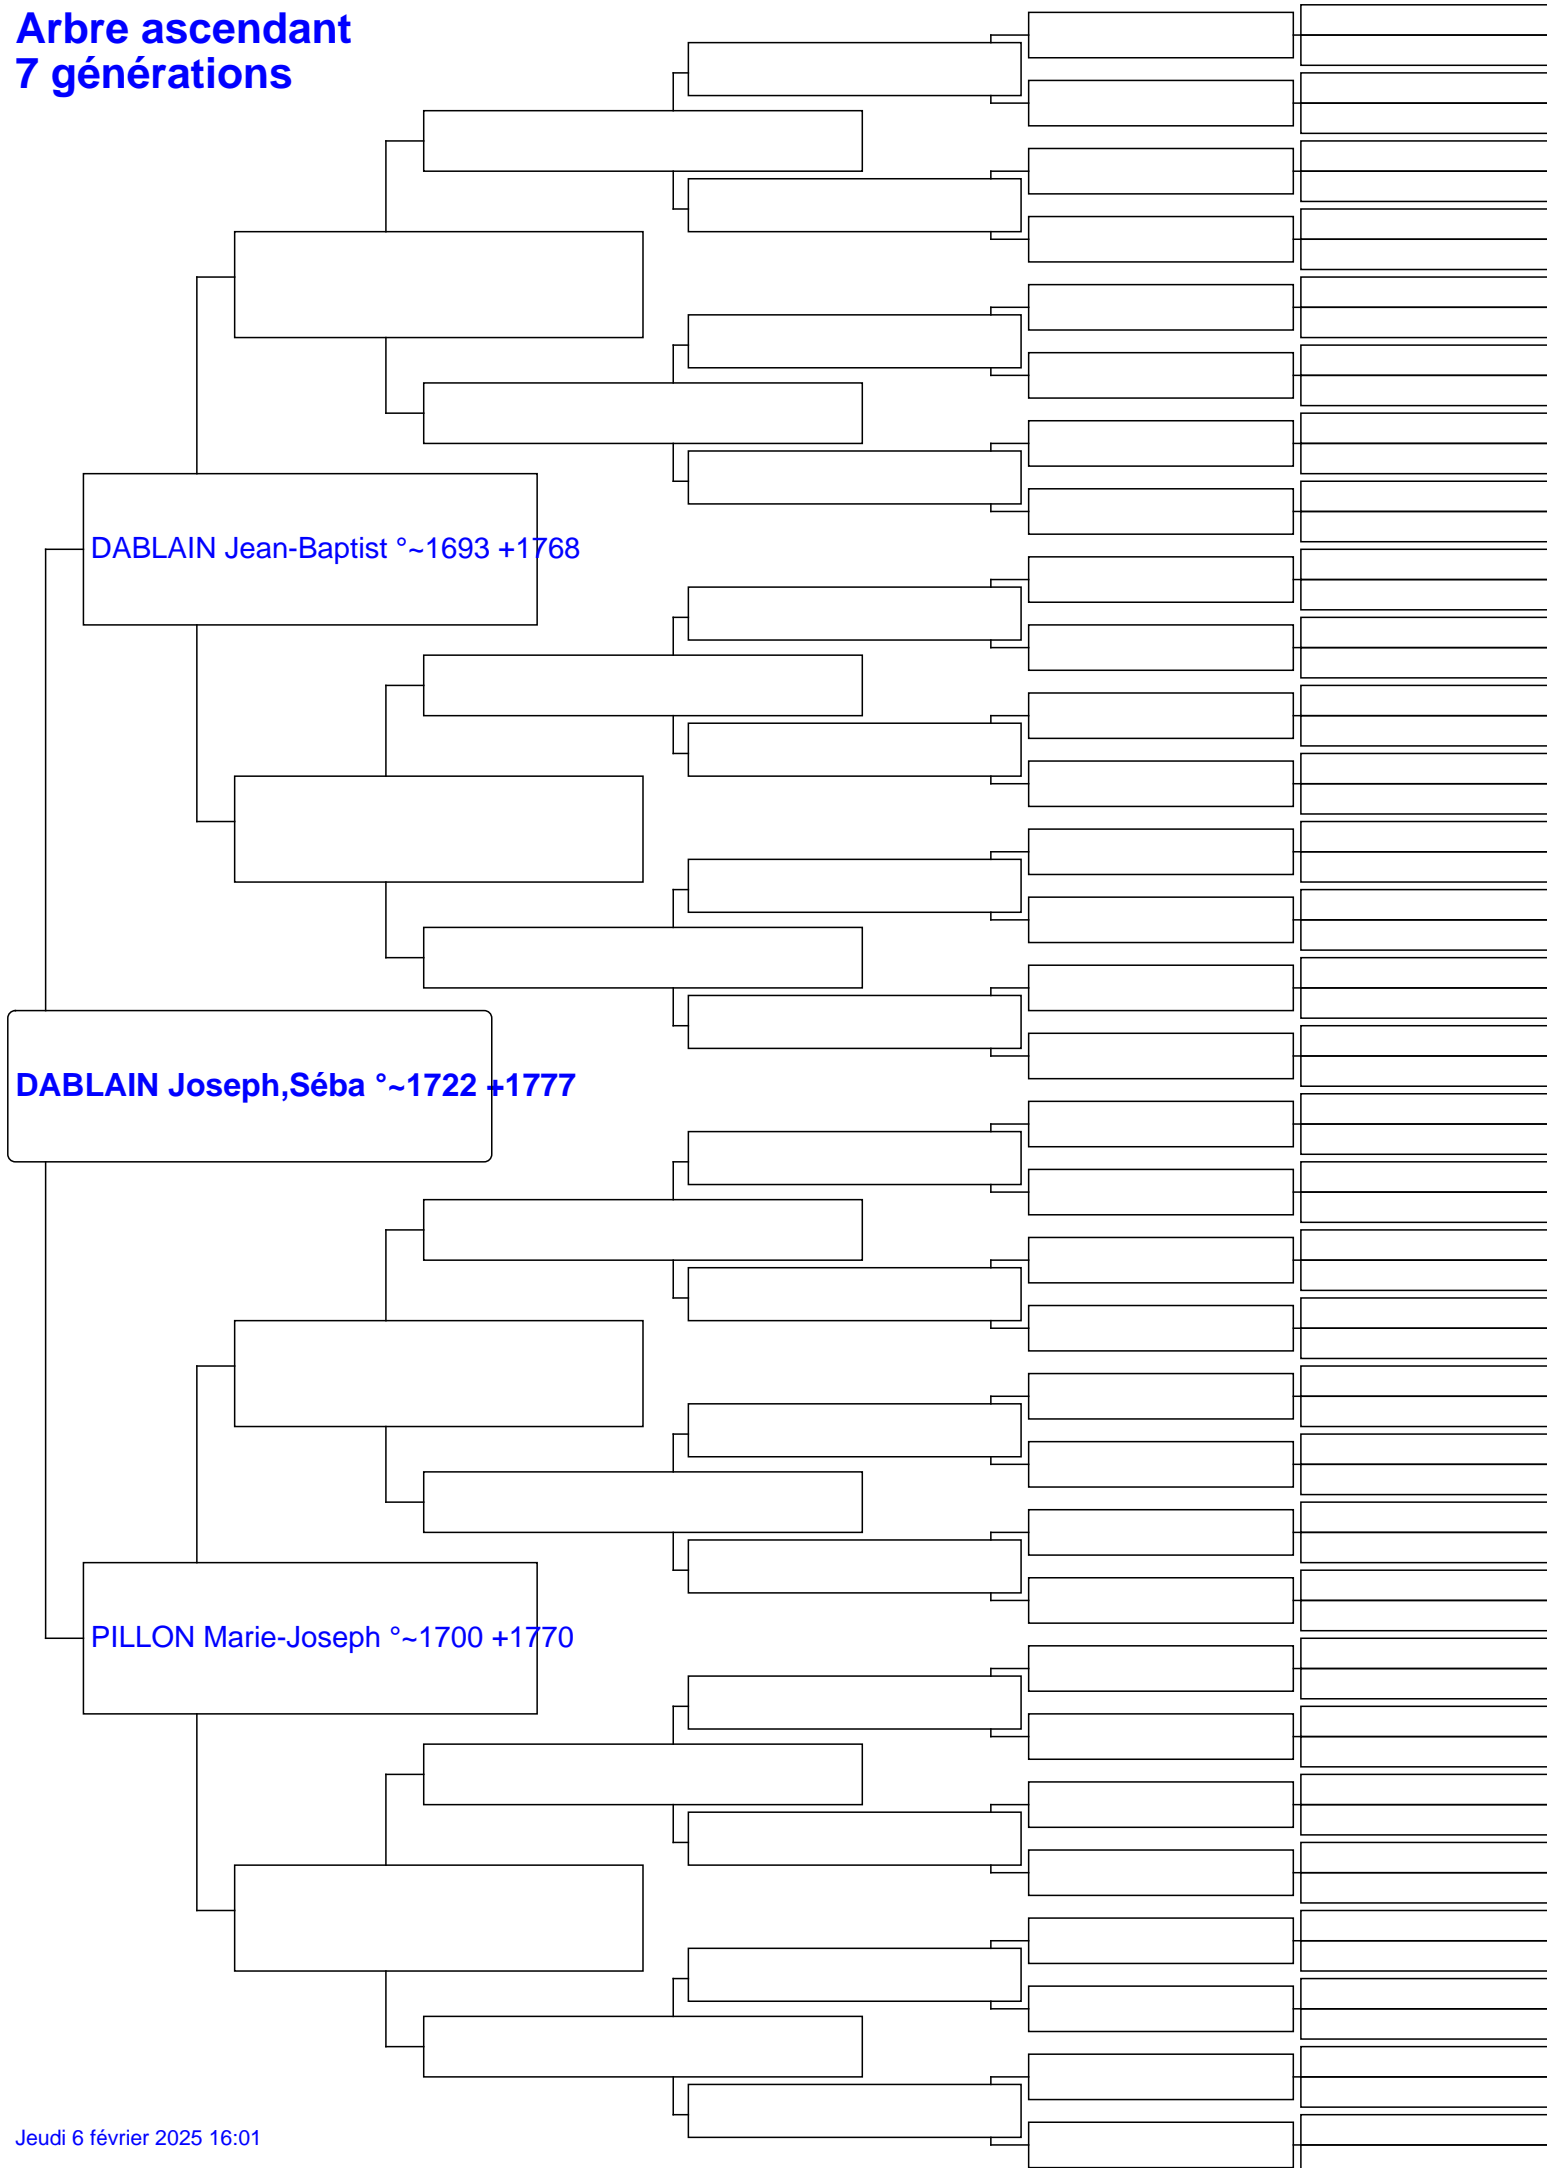 Arbre ascendant
7 générations
DABLAIN Jean-Baptist °~1693 +1768
DABLAIN Joseph,Séba °~1722 +1777
PILLON Marie-Joseph °~1700 +1770
Jeudi 6 février 2025 16:01